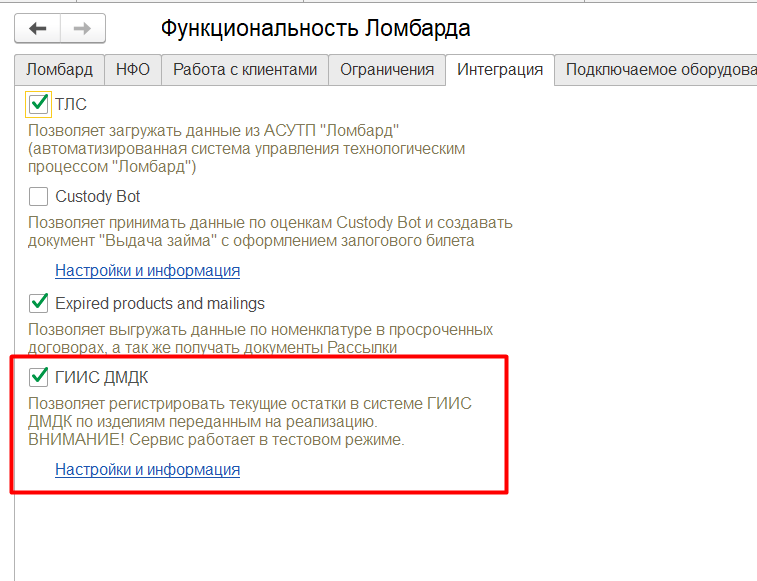 Функциональность Ломбарда
Ломбард НФО Работа с клиентами Ограничения Интеграция Подключаемое оборудова
ТЛС
Позволяет загружать данные из АСУТП "Ломбард"
(автоматизированная система управления технологическим
процессом "Ломбард")
Custody Bot
Позволяет принимать данные по оценкам Custody Bot и создавать
документ "Выдача займа" с оформлением залогового билета
Настройки и информация
Expired products and mailings
Позволяет выгружать данные по номенклатуре в просроченных
договорах, а так же получать документы Рассылки
ГИИС ДМДК
Позволяет регистрировать текущие остатки в системе ГИИС
ДМДК по изделиям переданным на реализацию.
ВНИМАНИЕ! Сервис работает в тестовом режиме.
Настройки и информация